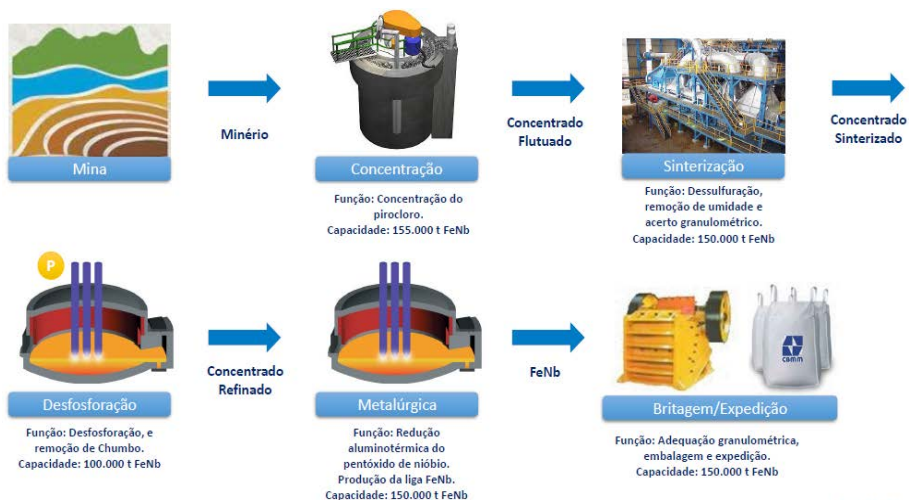 Mina
Minério
Concentração
Função: Concentração do
pirocloro.
Capacidade: 155.000 t FeNb
Concentrado
Flutuado
Sinterização
Função: Dessulfuração,
remoção de umidade e
acerto granulométrico.
Capacidade: 150.000 t FeNb
Concentrado
Sinterizado
P
Desfosforação
Função: Desfosforação, e
remoção de Chumbo.
Capacidade: 100.000 t FeNb
Concentrado
Refinado
Metalúrgica
Função: Redução
aluminotérmica do
pentóxido de nióbio.
Produção da liga FeNb.
Capacidade: 150.000 t FeNb
FeNb
CBMM
Britagem/Expedição
Função: Adequação granulométrica,
embalagem e expedição.
Capacidade: 150.000 t FeNb